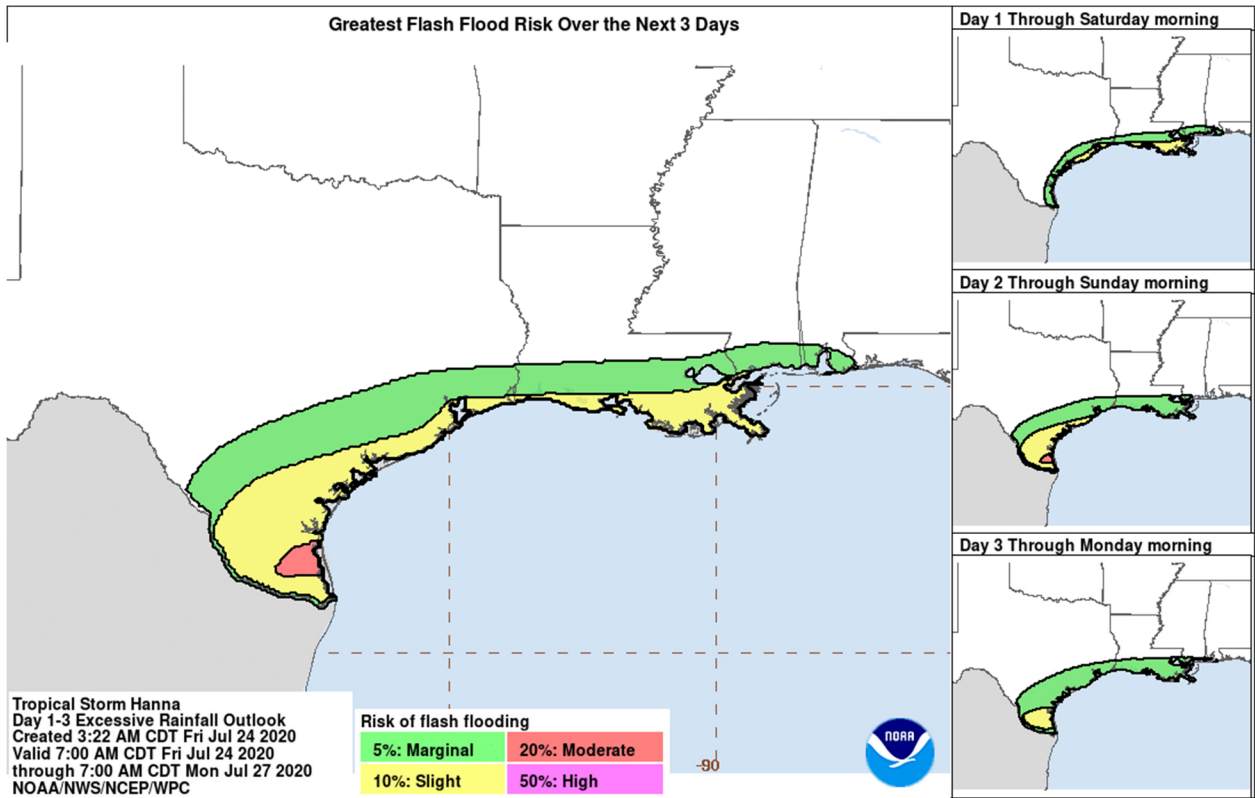 Greatest Flash Flood Risk Over the Next 3 Days
Day 1 Through Saturday morning
Day 2 Through Sunday morning
Day 3 Through Monday morning
Tropical Storm Hanna
Day 1-3 Excessive Rainfall Outlook
Created 3:22 AM CDT Fri Jul 24 2020
Valid 7:00 AM CDT Fri Jul 24 2020
through 7:00 AM CDT Mon Jul 27 2020
NOAA/NWS/NCEP/WPC
Risk of flash flooding
5%: Marginal
20%: Moderate
10%: Slight
50%: High
-90
NOAA